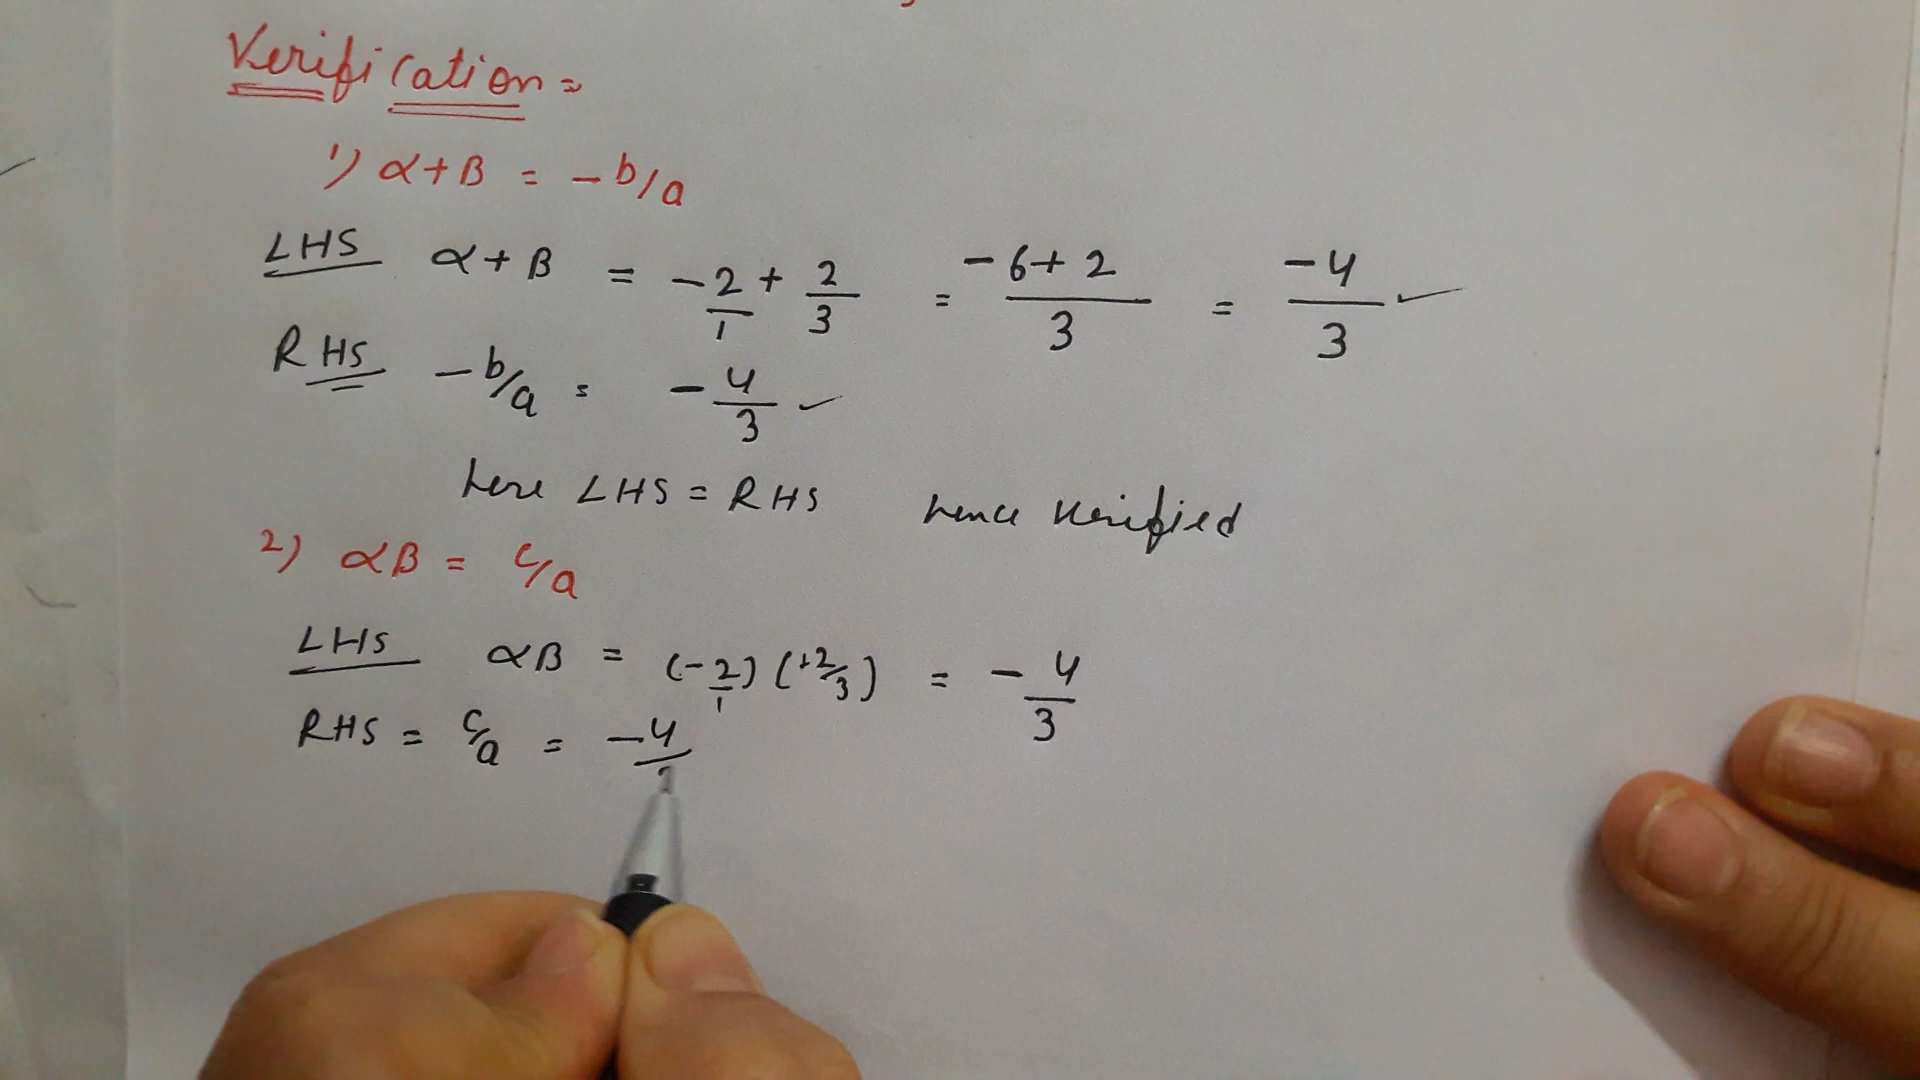 Verification =
1) α+β = -b/a
LHS α+β = -2/1 + 2/3 = -6+2/3 = -4/3 ✓
RHS -b/a = -4/3 ✓
here LHS = RHS hence verified
2) αβ = c/a
LHS αβ = (-2/1) (+2/3) = -4/3
RHS = c/a = -4/